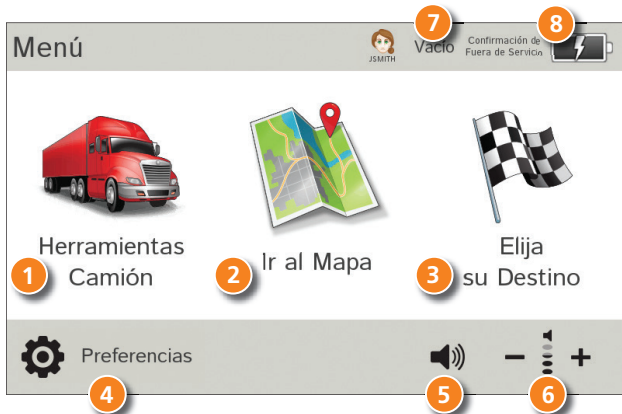 7
8
Menú
JSMITH
Vacío
Confirmación de
Fuera de Servicio
Herramientas
Camión
1
Ir al Mapa
2
Elija
su Destino
3
Preferencias
4
5
6